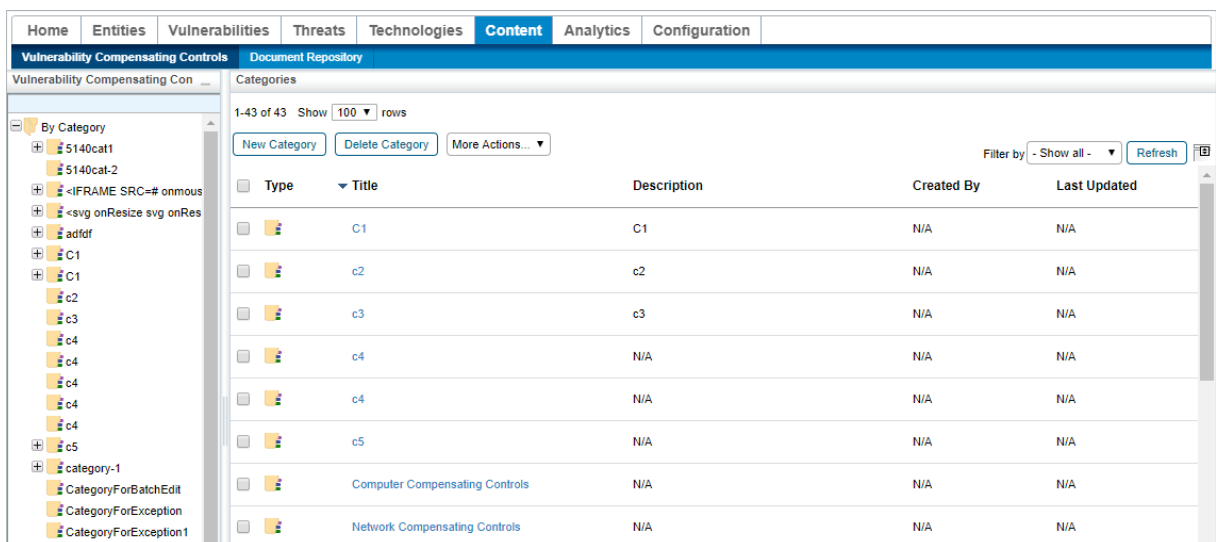 Home Entities Vulnerabilities Threats Technologies Content Analytics Configuration
Vulnerability Compensating Controls Document Repository
Vulnerability Compensating Con
By Category
5140cat1
5140cat-2
<IFRAME SRC=# onmous
<svg onResize svg onRes
adfdf
C1
C1
c2
c3
c4
c4
c4
c4
c4
c5
category-1
CategoryForBatchEdit
CategoryForException
CategoryForException1
Categories
1-43 of 43 Show 100 rows
New Category Delete Category More Actions...
Filter by - Show all - Refresh
Type Title Description Created By Last Updated
C1 C1 N/A N/A
c2 c2 N/A N/A
c3 c3 N/A N/A
c4 N/A N/A N/A
c4 N/A N/A N/A
c5 N/A N/A N/A
Computer Compensating Controls N/A N/A N/A
Network Compensating Controls N/A N/A N/A